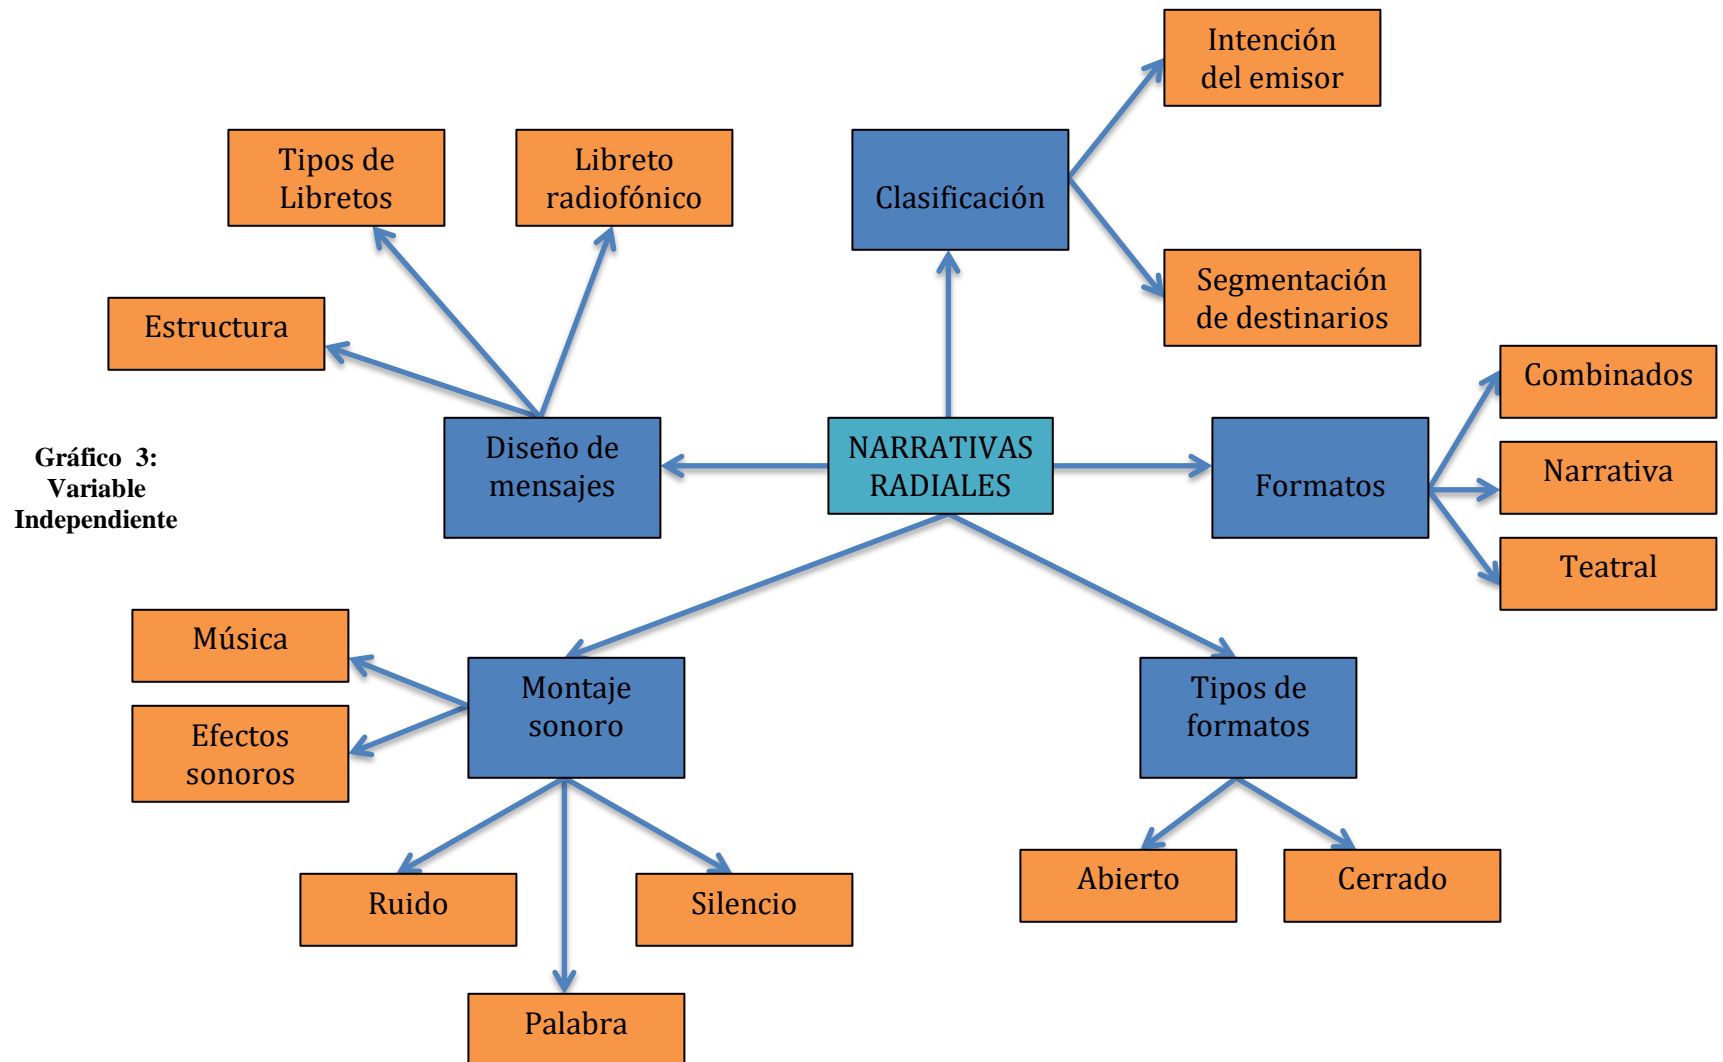 Intención
del emisor
Tipos de
Libretos
Libreto
radiofónico
Clasificación
Segmentación
de destinarios
Estructura
Combinados
Gráfico 3:
Variable
Independiente
Diseño de
mensajes
NARRATIVAS
RADIALES
Formatos
Narrativa
Teatral
Música
Montaje
sonoro
Tipos de
formatos
Efectos
sonoros
Ruido
Silencio
Abierto
Cerrado
Palabra